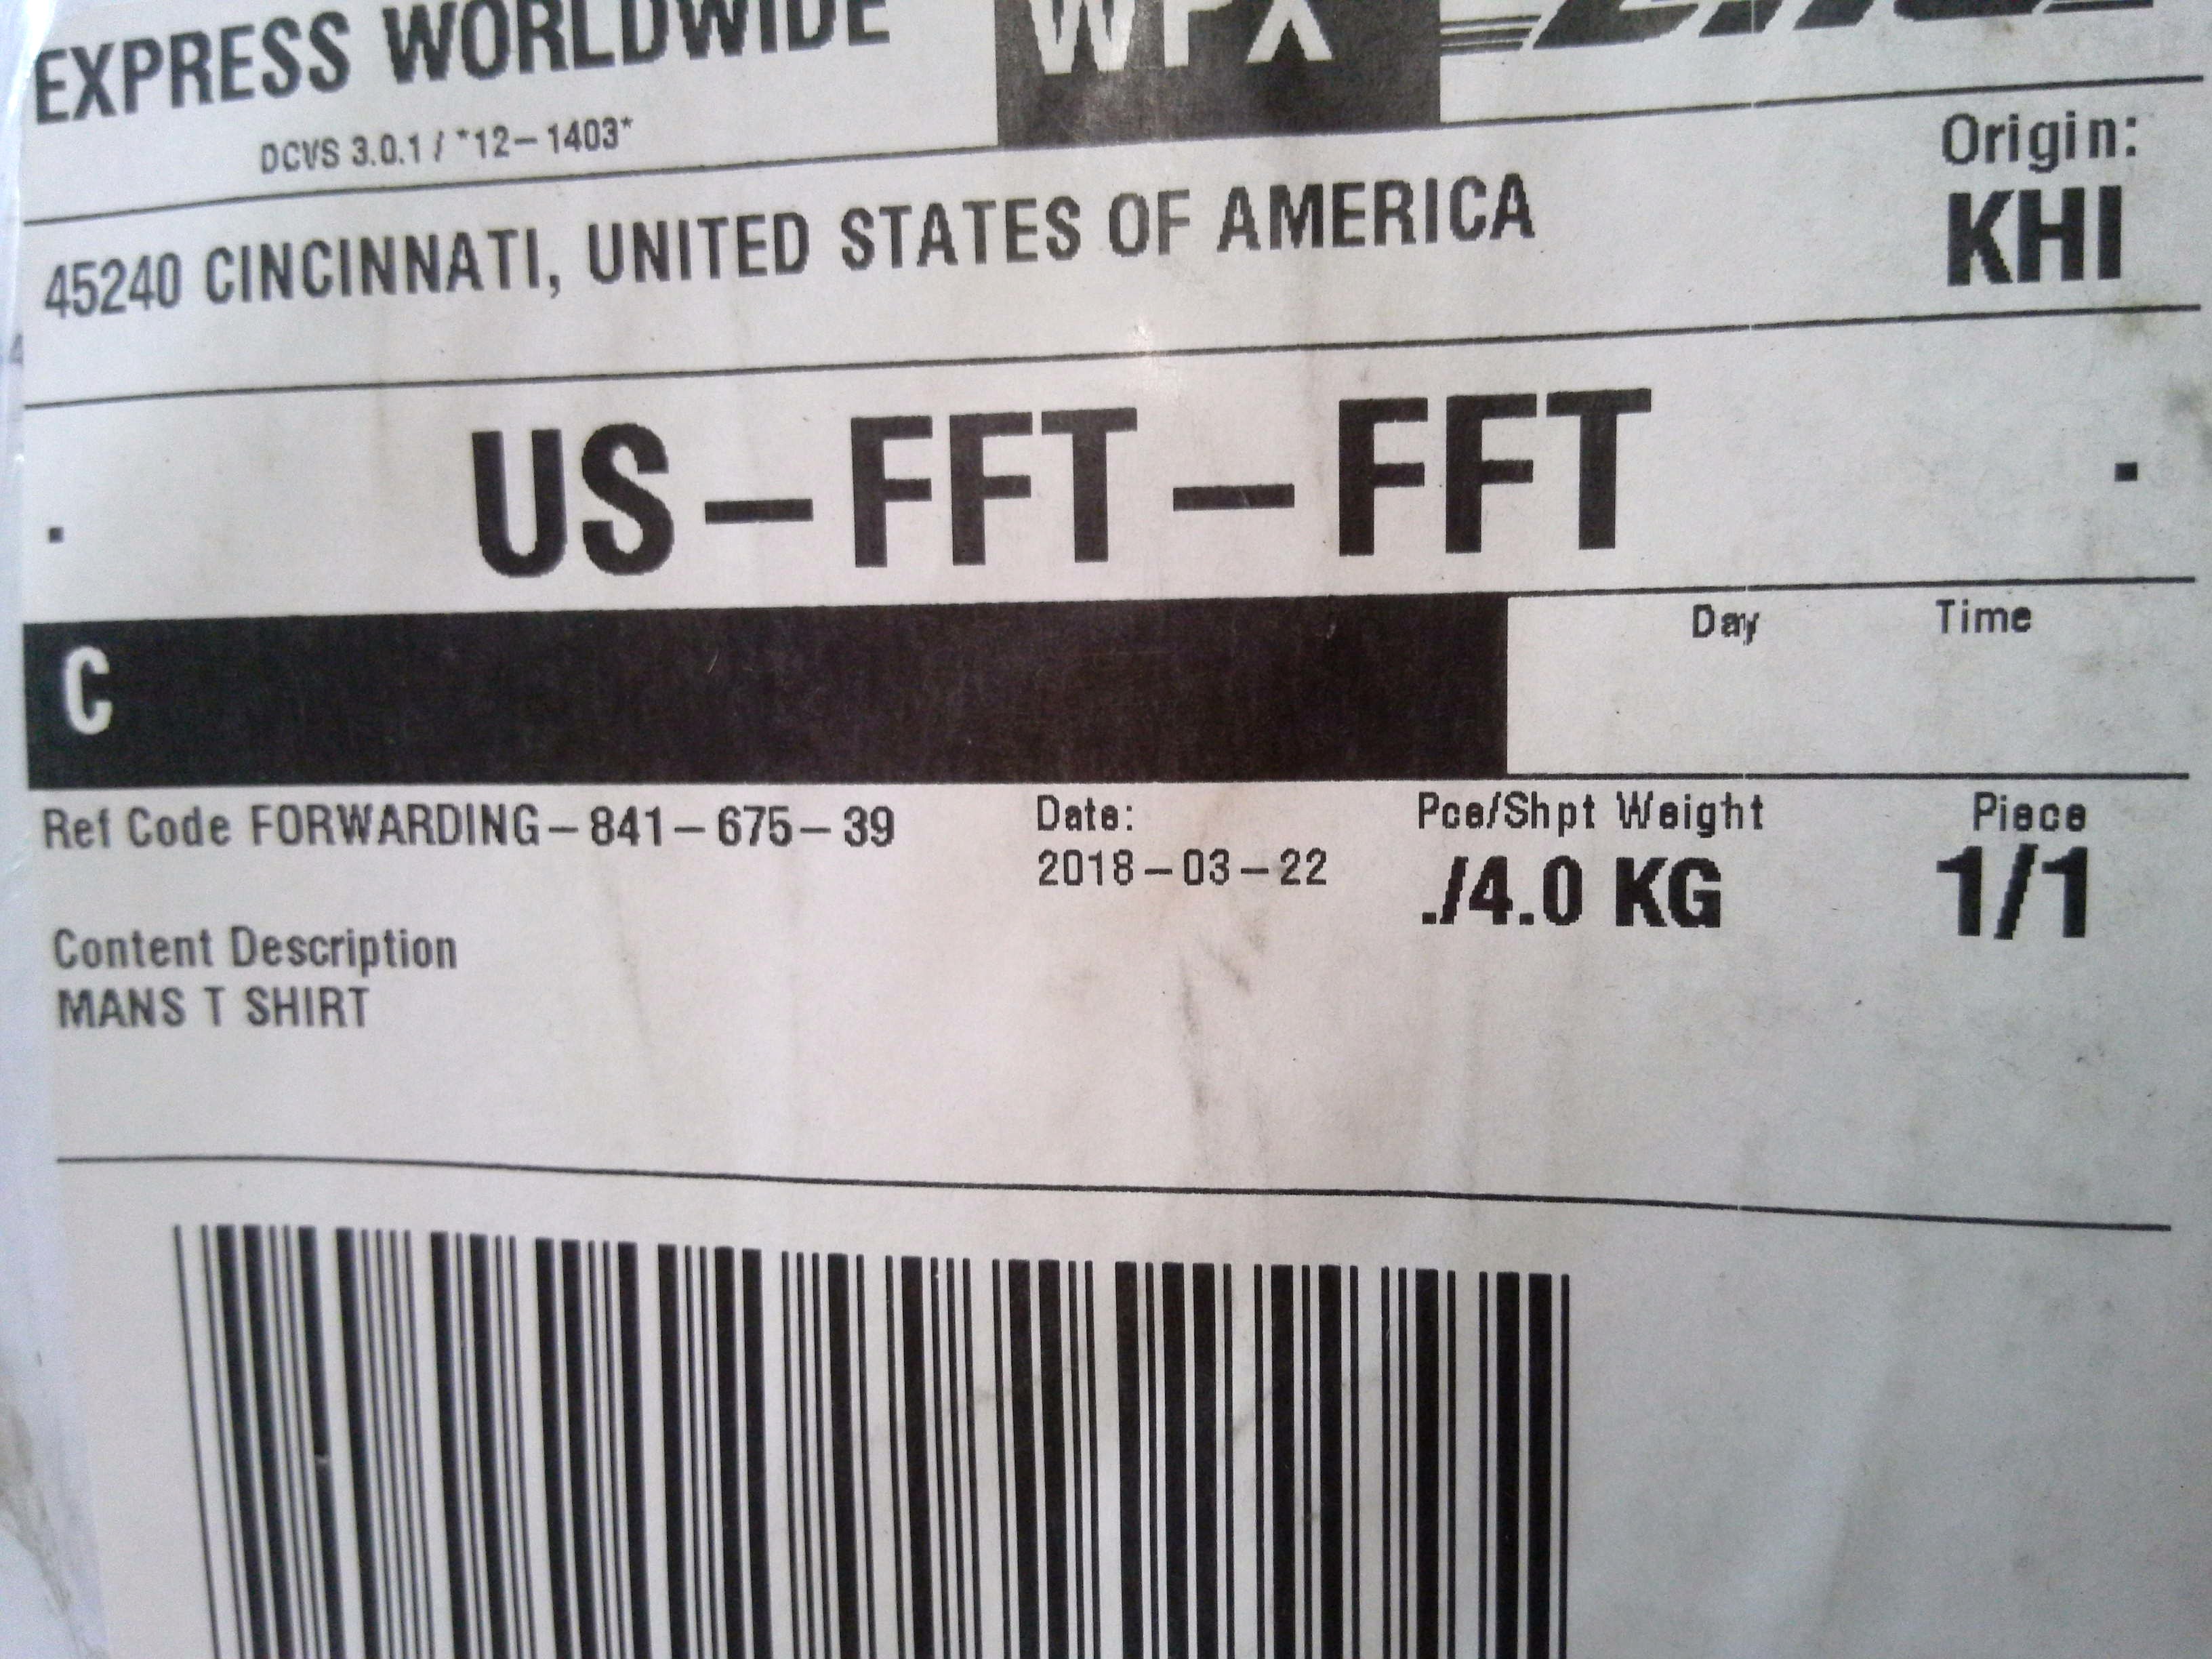 EXPRESS WORLDWIDE
WPX
DCVS 3.0.1 / *12-1403*
Origin:
45240 CINCINNATI, UNITED STATES OF AMERICA
KHI
. US-FFT-FFT .
Day Time
C
Ref Code FORWARDING-841-675-39
Date:
2018-03-22
Pce/Shpt Weight
./4.0 KG
Piece
1/1
Content Description
MANS T SHIRT